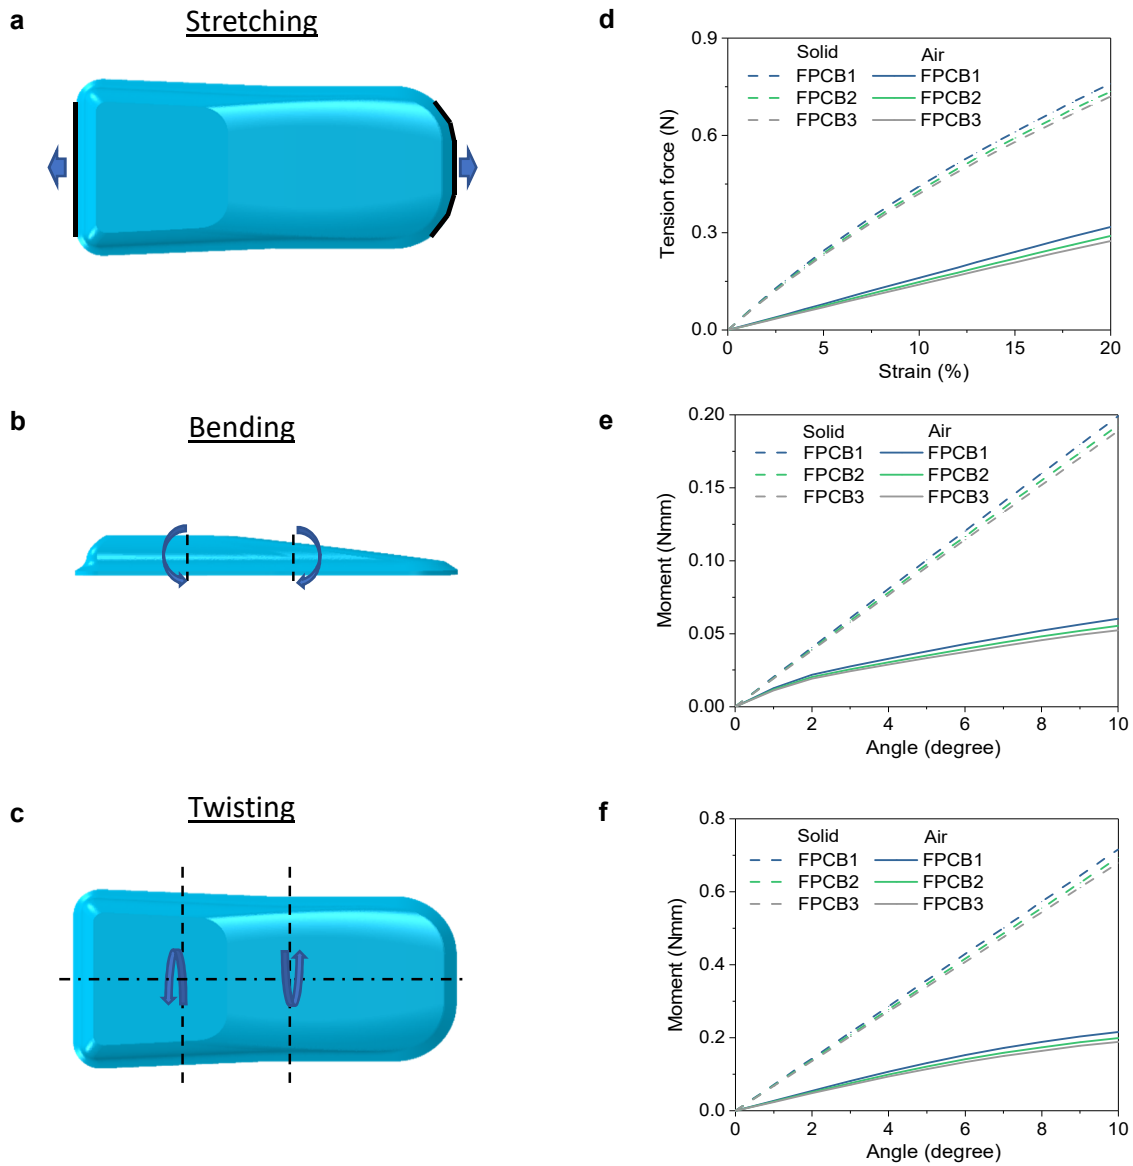 a
Stretching
b
Bending
c
Twisting
d
0.9
Solid Air
FPCB1 FPCB1
FPCB2 FPCB2
FPCB3 FPCB3
0.6
0.3
0.0
Tension force (N)
0 5 10 15 20
Strain (%)
e
0.20
Solid Air
FPCB1 FPCB1
FPCB2 FPCB2
FPCB3 FPCB3
0.15
0.10
0.05
0.00
Moment (Nmm)
0 2 4 6 8 10
Angle (degree)
f
0.8
Solid Air
FPCB1 FPCB1
FPCB2 FPCB2
FPCB3 FPCB3
0.6
0.4
0.2
0.0
Moment (Nmm)
0 2 4 6 8 10
Angle (degree)